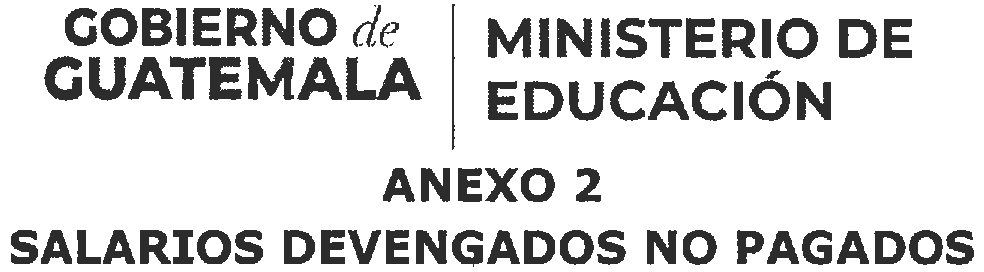 GOBIERNO de
GUATEMALA
MINISTERIO DE
EDUCACIÓN
ANEXO 2
SALARIOS DEVENGADOS NO PAGADOS